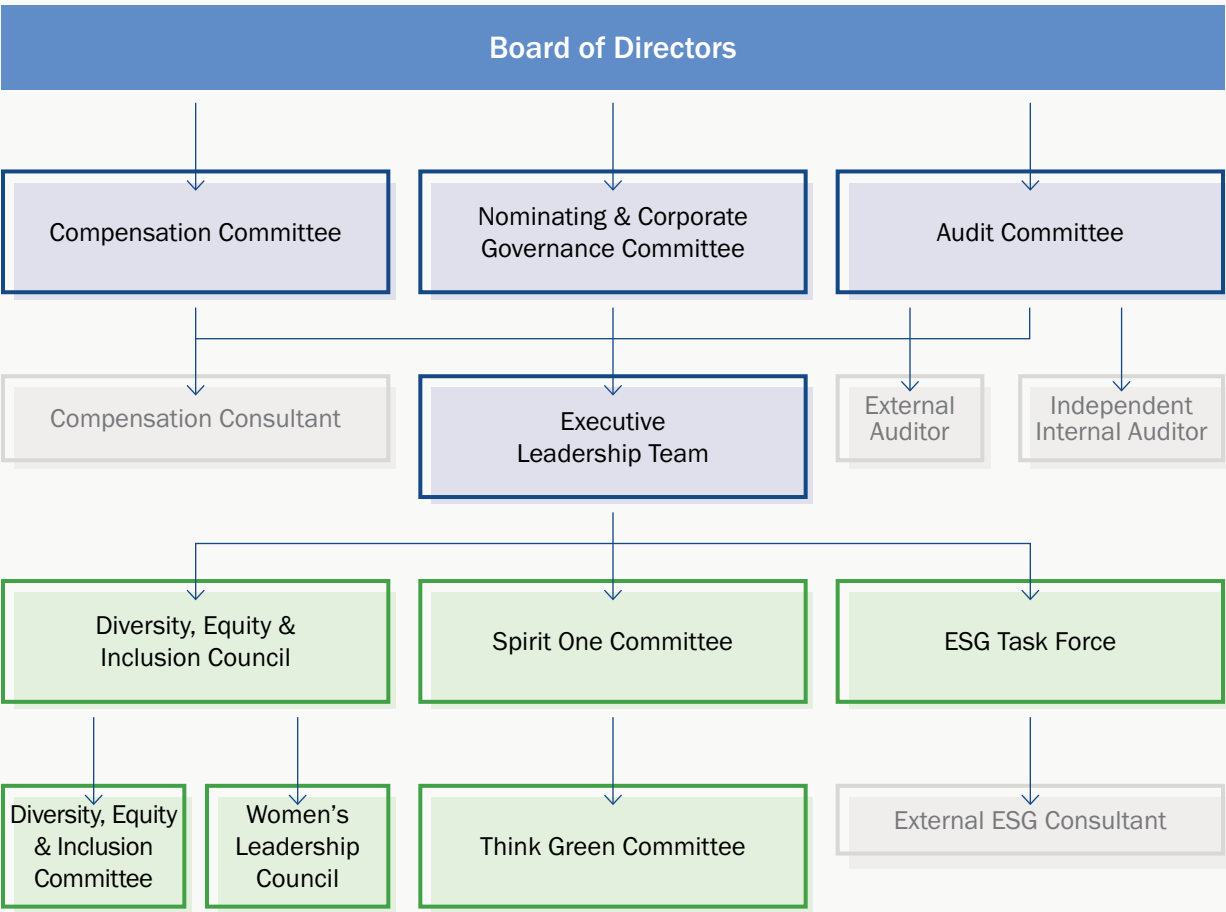 Board of Directors
Compensation Committee
Nominating & Corporate
Governance Committee
Audit Committee
Compensation Consultant
Executive
Leadership Team
External
Auditor
Independent
Internal Auditor
Diversity, Equity &
Inclusion Council
Spirit One Committee
ESG Task Force
Diversity, Equity
& Inclusion
Committee
Women's
Leadership
Council
Think Green Committee
External ESG Consultant